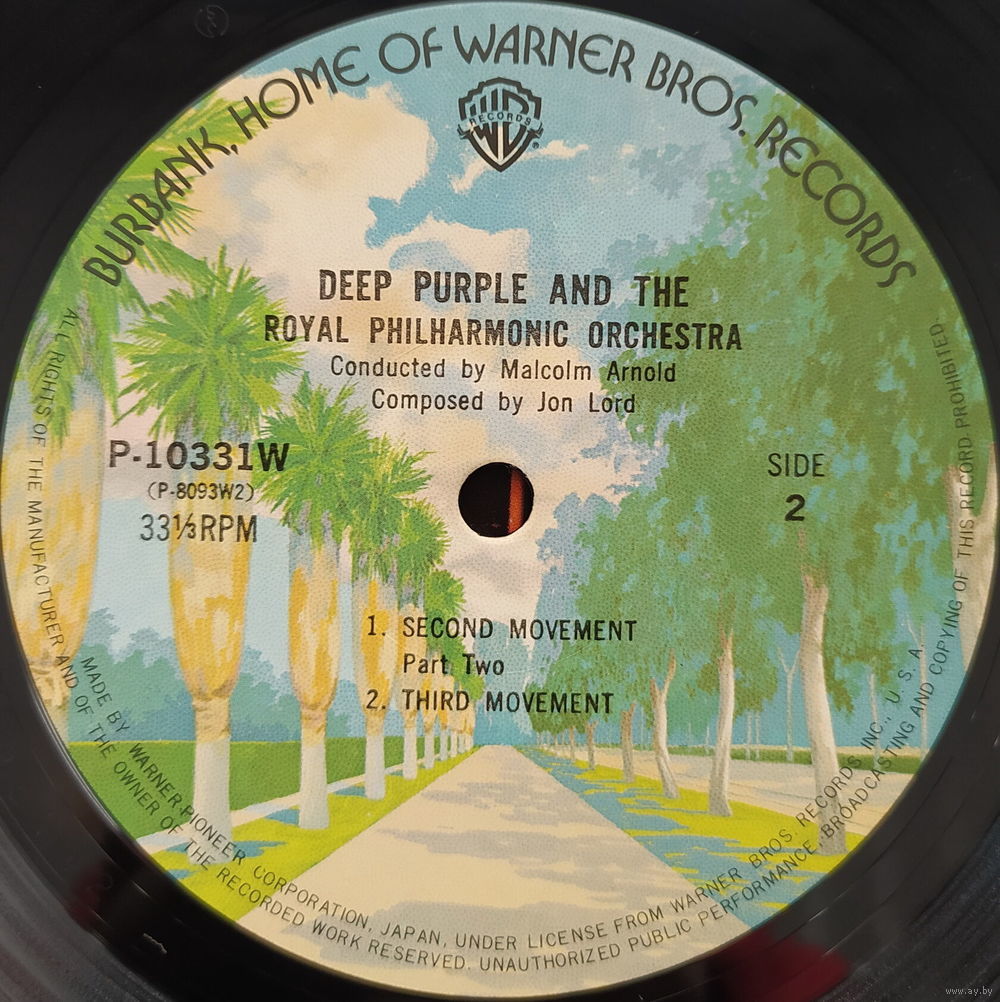 BURBANK, HOME OF WARNER BROS. RECORDS
RECORDS
®
DEEP PURPLE AND THE
ROYAL PHILHARMONIC ORCHESTRA
Conducted by Malcolm Arnold
Composed by Jon Lord
P-10331W
(P-8093W2)
33⅓RPM
SIDE
2
1. SECOND MOVEMENT
Part Two
2. THIRD MOVEMENT
MADE BY WARNER-PIONEER CORPORATION, JAPAN, UNDER LICENSE FROM WARNER BROS. RECORDS INC., U. S. A.
ALL RIGHTS OF THE MANUFACTURER AND OF THE OWNER OF THE RECORDED WORK RESERVED. UNAUTHORIZED PUBLIC PERFORMANCE, BROADCASTING AND COPYING OF THIS RECORD PROHIBITED
www.ay.by